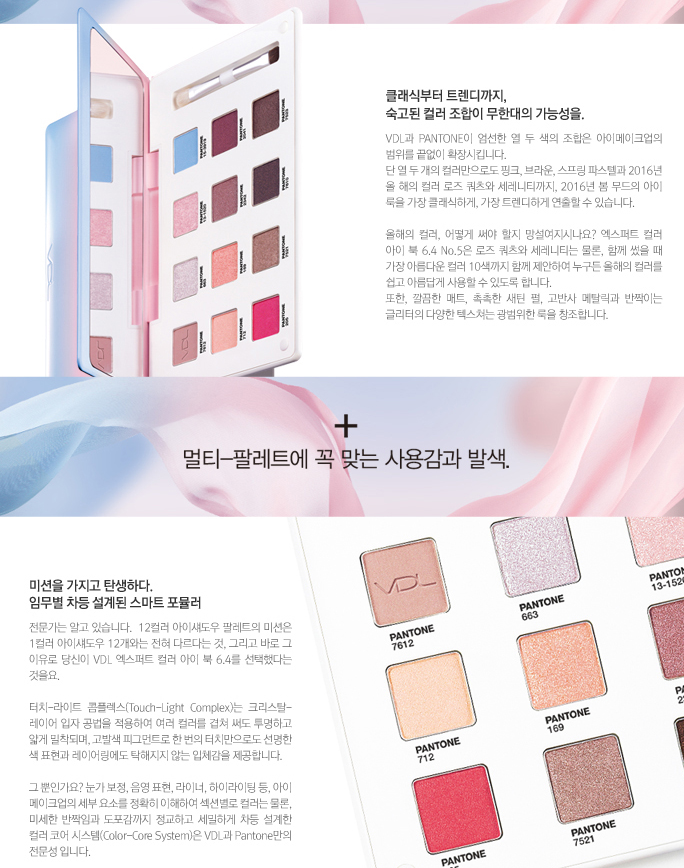 클래식부터 트렌디까지,
숙고된 컬러 조합이 무한대의 가능성을.
VDL과 PANTONE이 엄선한 열 두 색의 조합은 아이메이크업의
범위를 끝없이 확장시킵니다.
단 열 두 개의 컬러만으로도 핑크, 브라운, 스프링 파스텔과 2016년
올 해의 컬러 로즈 쿼츠와 세레니티까지, 2016년 봄 무드의 아이
룩을 가장 클래식하게, 가장 트렌디하게 연출할 수 있습니다.
올해의 컬러, 어떻게 써야 할지 망설여지시나요? 엑스퍼트 컬러
아이 북 6.4 No.5은 로즈 쿼츠와 세레니티는 물론, 함께 썼을 때
가장 아름다운 컬러 10색까지 함께 제안하여 누구든 올해의 컬러를
쉽고 아름답게 사용할 수 있도록 합니다.
또한, 깔끔한 매트, 촉촉한 새틴 펄, 고반사 메탈릭과 반짝이는
글리터의 다양한 텍스쳐는 광범위한 룩을 창조합니다.
+
멀티-팔레트에 꼭 맞는 사용감과 발색.
미션을 가지고 탄생하다.
임무별 차등 설계된 스마트 포뮬러
전문가는 알고 있습니다. 12컬러 아이섀도우 팔레트의 미션은
1컬러 아이섀도우 12개와는 전혀 다르다는 것, 그리고 바로 그
이유로 당신이 VDL 엑스퍼트 컬러 아이 북 6.4를 선택했다는
것을요.
터치-라이트 콤플렉스(Touch-Light Complex)는 크리스탈-
레이어 입자 공법을 적용하여 여러 컬러를 겹쳐 써도 투명하고
얇게 밀착되며, 고발색 피그먼트로 한 번의 터치만으로도 선명한
색 표현과 레이어링에도 탁해지지 않는 입체감을 제공합니다.
그 뿐인가요? 눈가 보정, 음영 표현, 라이너, 하이라이팅 등, 아이
메이크업의 세부 요소를 정확히 이해하여 섹션별로 컬러는 물론,
미세한 반짝임과 도포감까지 정교하고 세밀하게 차등 설계한
컬러 코어 시스템(Color-Core System)은 VDL과 Pantone만의
전문성 입니다.
VDL
PANTONE
7612
PANTONE
663
PANTONE
712
PANTONE
169
PANTONE
7521